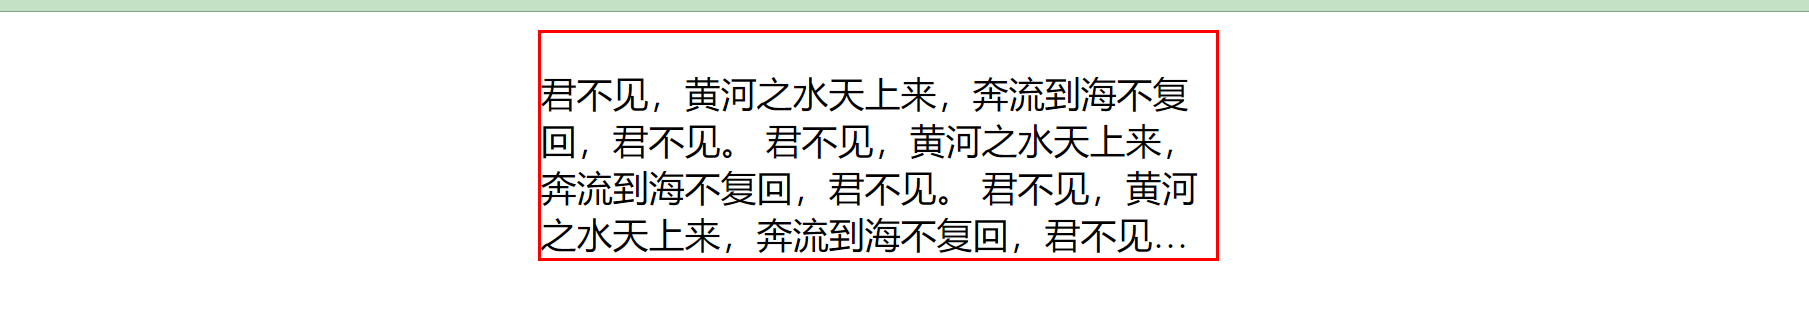 君不见，黄河之水天上来，奔流到海不复
回，君不见。 君不见，黄河之水天上来，
奔流到海不复回，君不见。 君不见，黄河
之水天上来，奔流到海不复回，君不见...